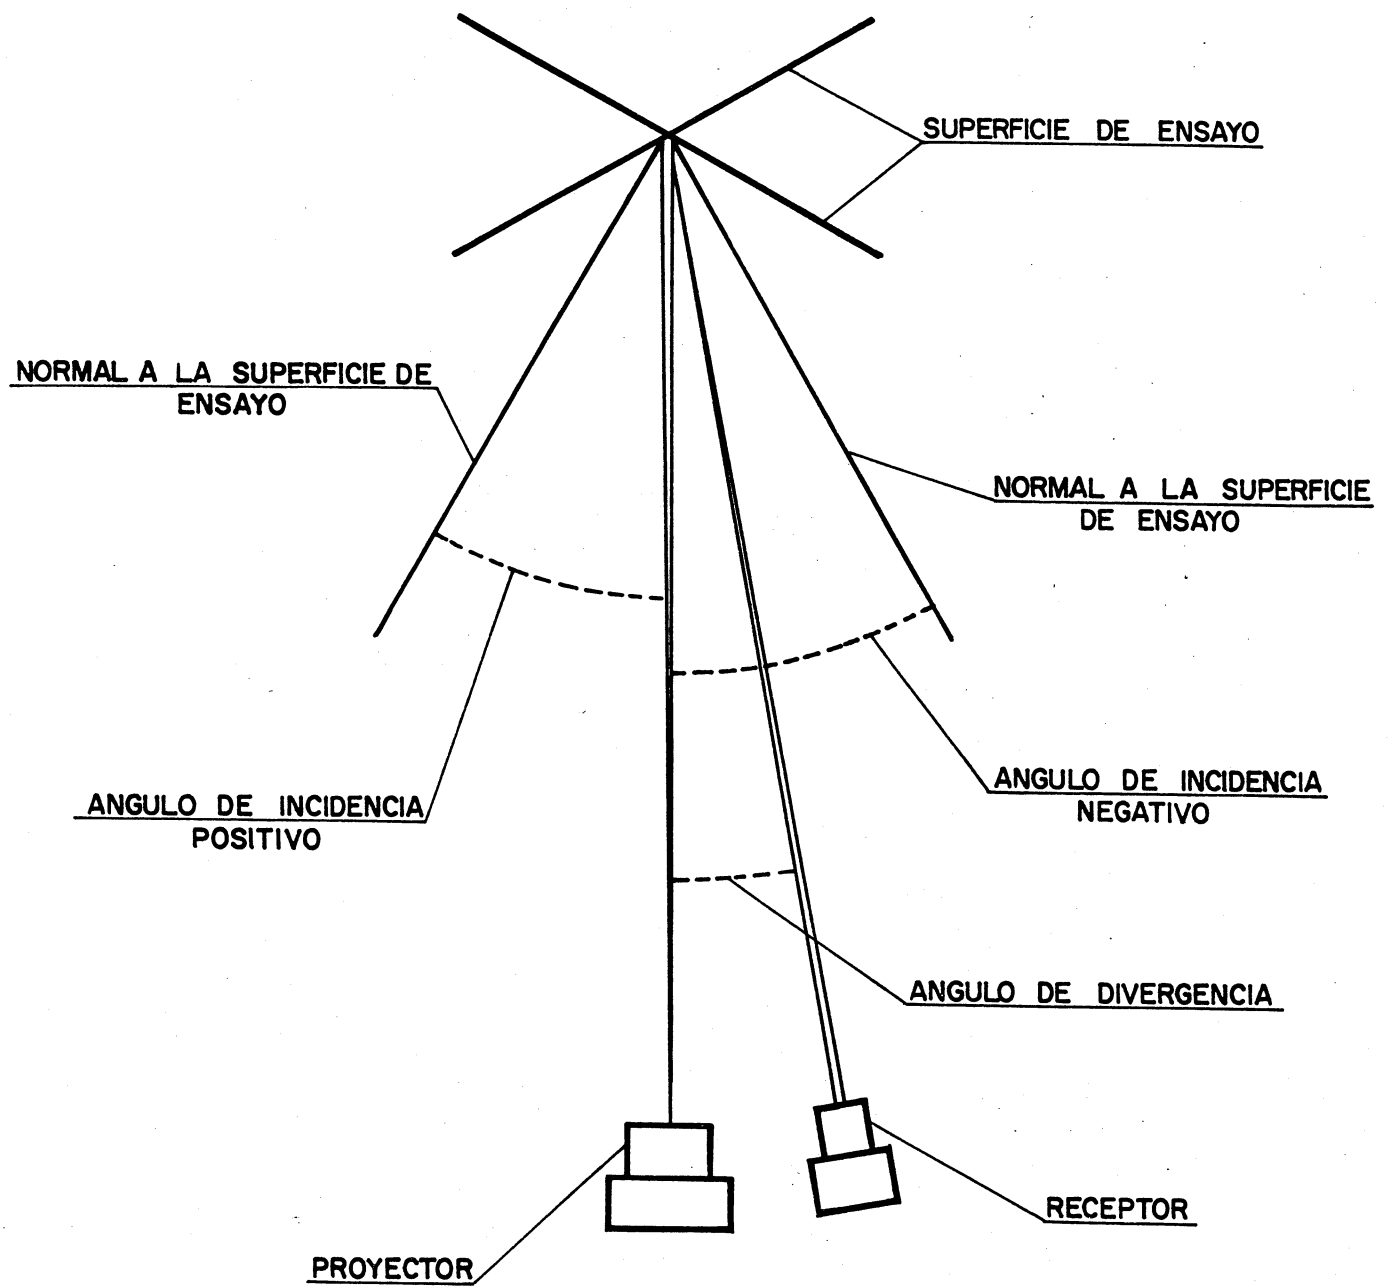 SUPERFICIE DE ENSAYO
NORMAL A LA SUPERFICIE DE
ENSAYO
NORMAL A LA SUPERFICIE
DE ENSAYO
ANGULO DE INCIDENCIA
POSITIVO
ANGULO DE INCIDENCIA
NEGATIVO
ANGULO DE DIVERGENCIA
RECEPTOR
PROYECTOR